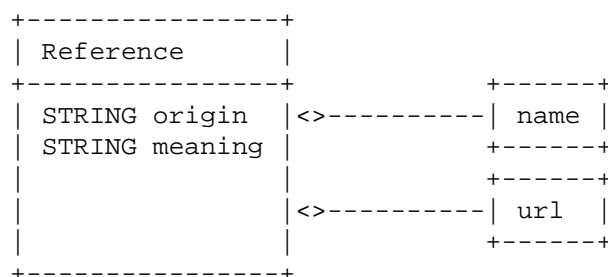 +-----------------+
| Reference       |
+-----------------+            +------+
| STRING origin   |<>----------| name |
| STRING meaning  |            +------+
|                 |            +------+
|                 |<>----------| url  |
|                 |            +------+
+-----------------+